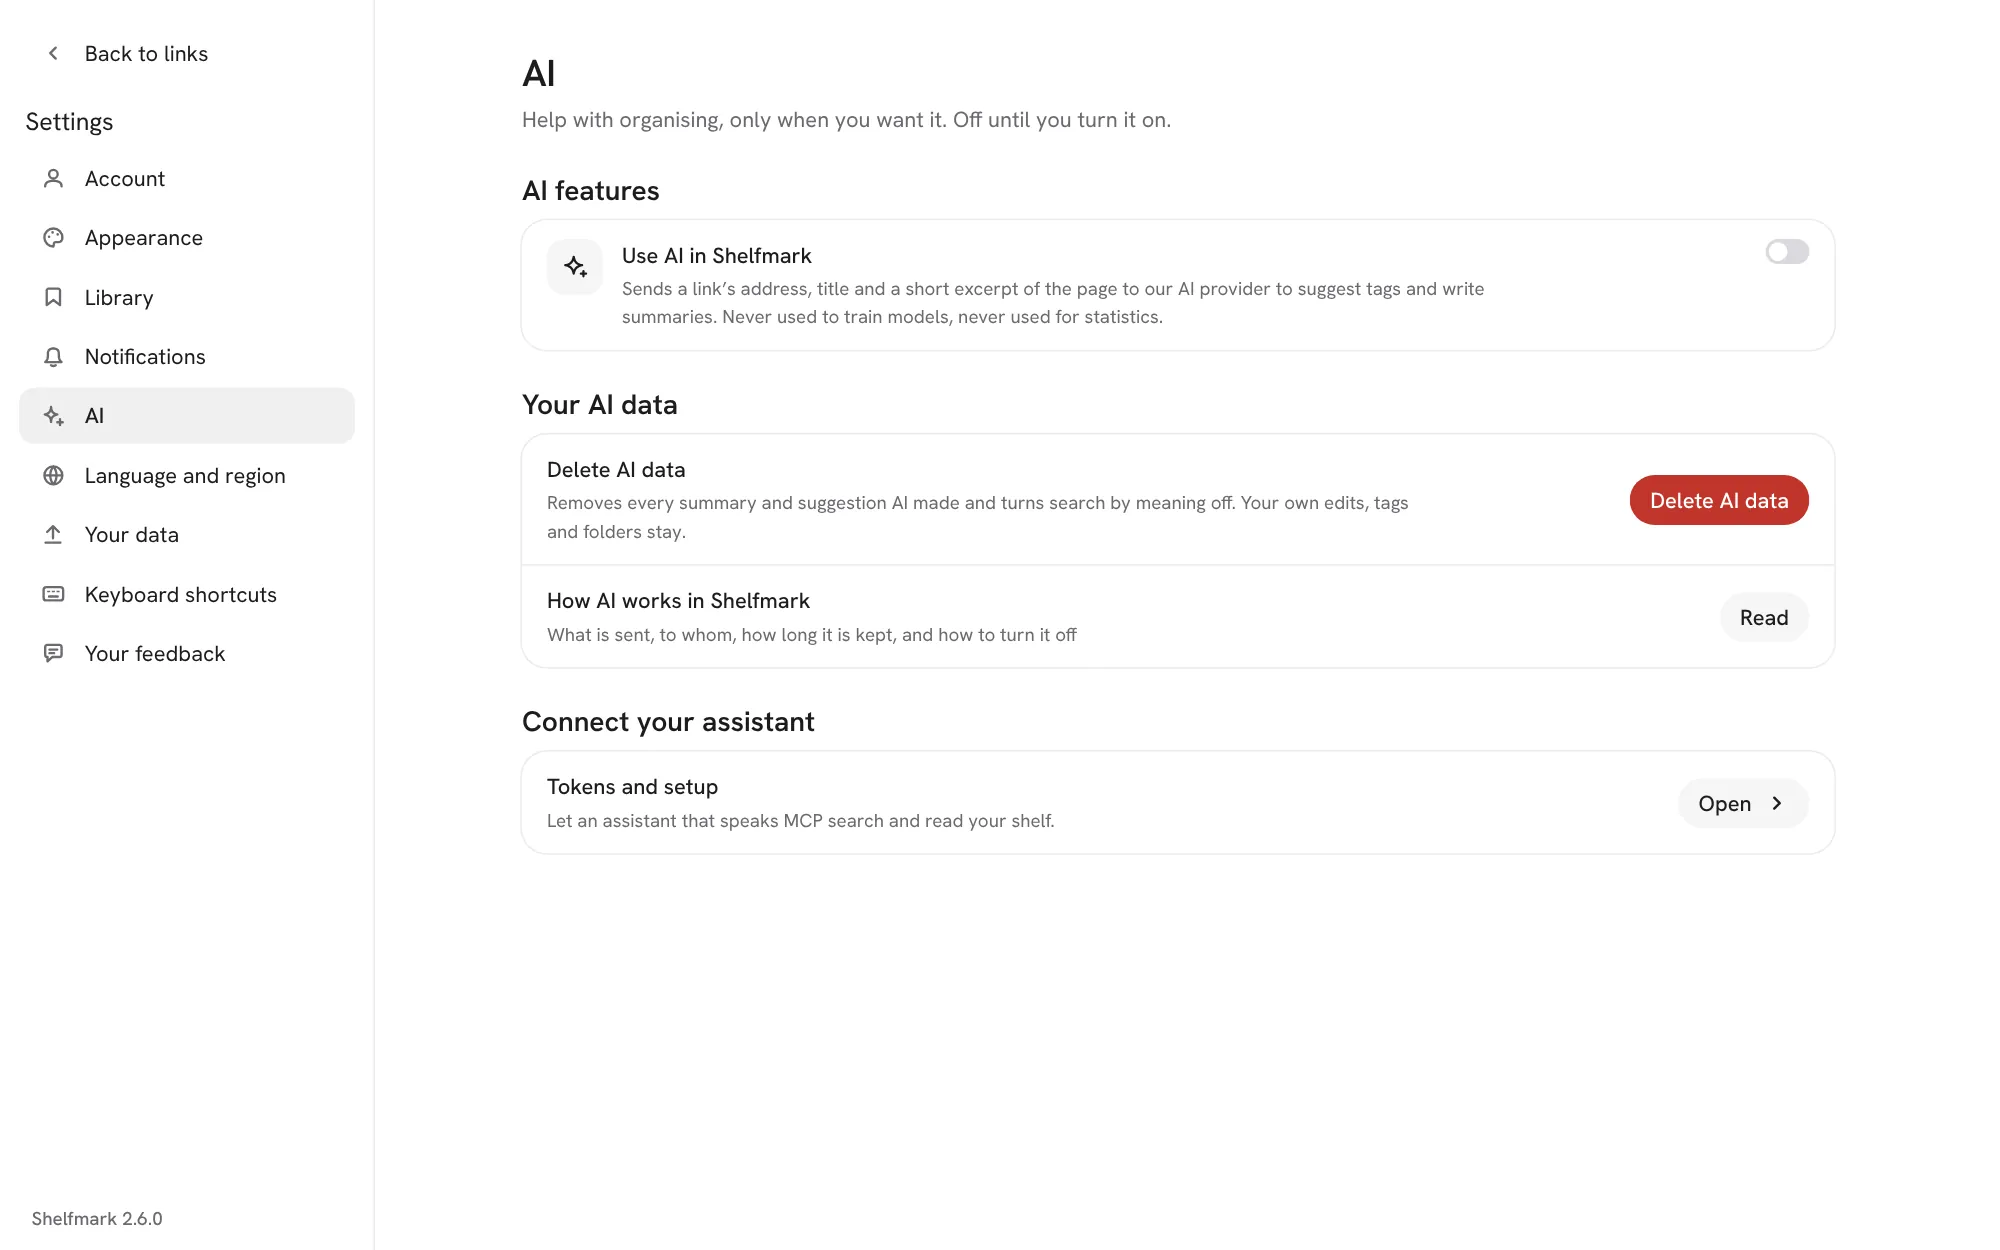 Back to links
Settings
Account
Appearance
Library
Notifications
AI
Language and region
Your data
Keyboard shortcuts
Your feedback
Shelfmark 2.6.0
AI
Help with organising, only when you want it. Off until you turn it on.
AI features
Use AI in Shelfmark
Sends a link’s address, title and a short excerpt of the page to our AI provider to suggest tags and write
summaries. Never used to train models, never used for statistics.
Your AI data
Delete AI data
Removes every summary and suggestion AI made and turns search by meaning off. Your own edits, tags
and folders stay.
Delete AI data
How AI works in Shelfmark
What is sent, to whom, how long it is kept, and how to turn it off
Read
Connect your assistant
Tokens and setup
Let an assistant that speaks MCP search and read your shelf.
Open